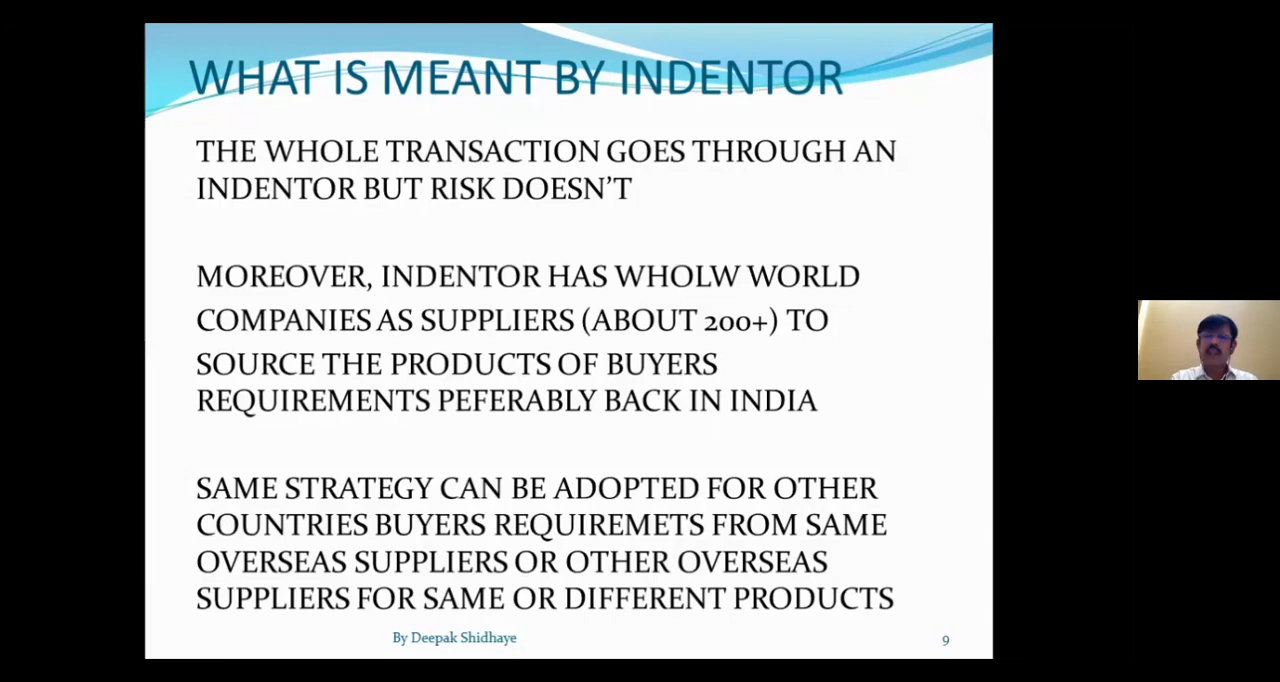 WHAT IS MEANT BY INDENTOR
THE WHOLE TRANSACTION GOES THROUGH AN
INDENTOR BUT RISK DOESN'T
MOREOVER, INDENTOR HAS WHOLW WORLD
COMPANIES AS SUPPLIERS (ABOUT 200+) TO
SOURCE THE PRODUCTS OF BUYERS
REQUIREMENTS PEFERABLY BACK IN INDIA
SAME STRATEGY CAN BE ADOPTED FOR OTHER
COUNTRIES BUYERS REQUIREMETS FROM SAME
OVERSEAS SUPPLIERS OR OTHER OVERSEAS
SUPPLIERS FOR SAME OR DIFFERENT PRODUCTS
By Deepak Shidhaye
9